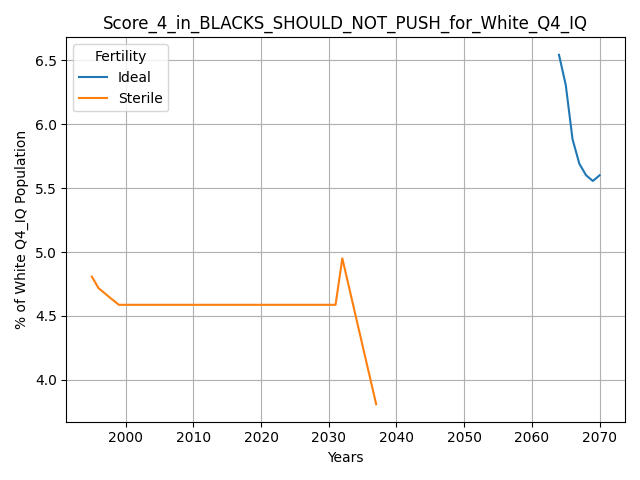 Score_4_in_BLACKS_SHOULD_NOT_PUSH_for_White_Q4_IQ
Fertility
Ideal
Sterile
% of White Q4_IQ Population
6.5
6.0
5.5
5.0
4.5
4.0
2000 2010 2020 2030 2040 2050 2060 2070
Years